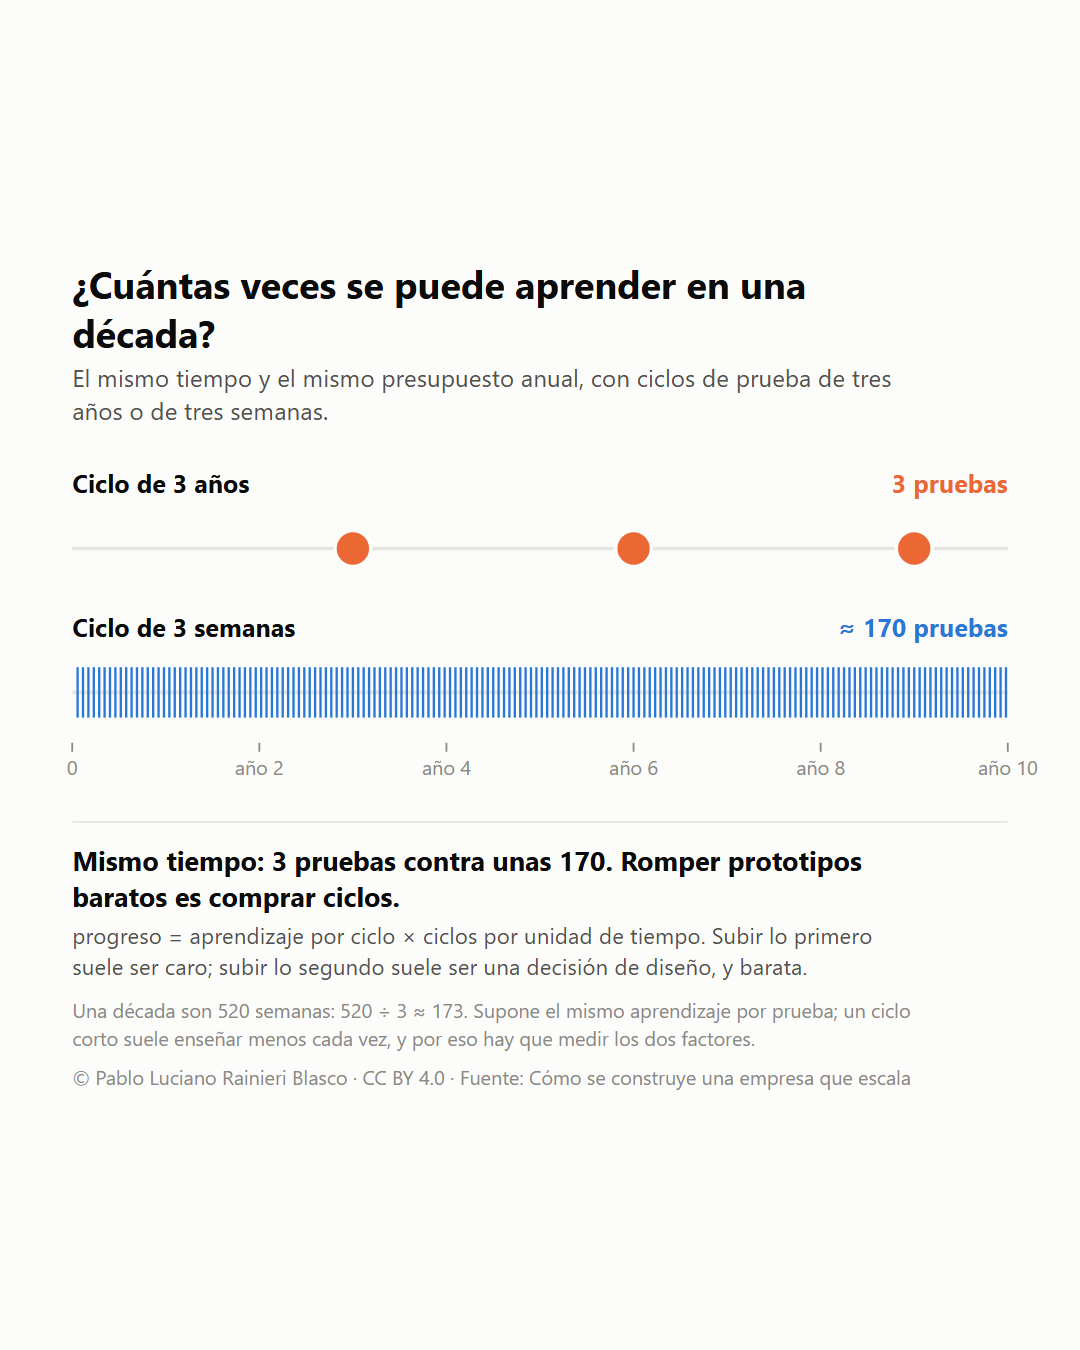 ¿Cuántas veces se puede aprender en una
década?
El mismo tiempo y el mismo presupuesto anual, con ciclos de prueba de tres
años o de tres semanas.
Ciclo de 3 años
3 pruebas
Ciclo de 3 semanas
≈ 170 pruebas
0
año 2
año 4
año 6
año 8
año 10
Mismo tiempo: 3 pruebas contra unas 170. Romper prototipos
baratos es comprar ciclos.
progreso = aprendizaje por ciclo × ciclos por unidad de tiempo. Subir lo primero
suele ser caro; subir lo segundo suele ser una decisión de diseño, y barata.
Una década son 520 semanas: 520 ÷ 3 ≈ 173. Supone el mismo aprendizaje por prueba; un ciclo
corto suele enseñar menos cada vez, y por eso hay que medir los dos factores.
© Pablo Luciano Rainieri Blasco · CC BY 4.0 · Fuente: Cómo se construye una empresa que escala